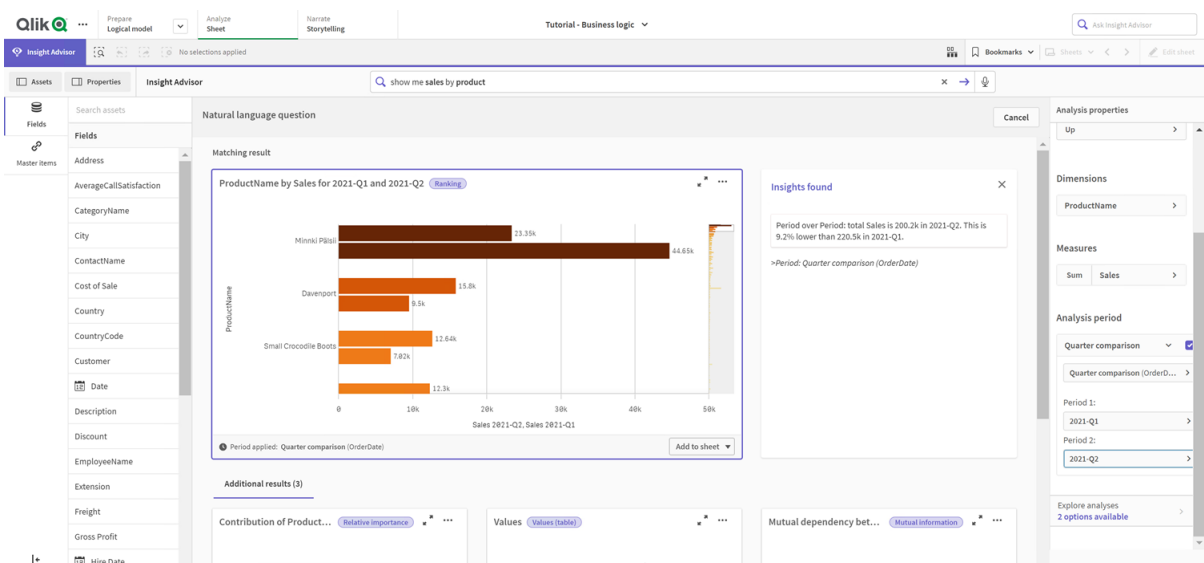 Qlik
Prepare
Logical model
Analyze
Sheet
Narrate
Storytelling
Tutorial - Business logic
Ask Insight Advisor
Insight Advisor
No selections applied
Bookmarks
Sheets
Edit sheet
Assets
Properties
Insight Advisor
show me sales by product
Fields
Master items
Search assets
Fields
Address
AverageCallSatisfaction
CategoryName
City
ContactName
Cost of Sale
Country
CountryCode
Customer
Date
Description
Discount
EmployeeName
Extension
Freight
Gross Profit
Hire Date
Natural language question
Cancel
Matching result
ProductName by Sales for 2021-Q1 and 2021-Q2 Ranking
ProductName
Minnki Pälsii
23.35k
44.65k
Davenport
15.8k
9.5k
Small Crocodile Boots
12.64k
7.02k
12.3k
0 10k 20k 30k 40k 50k
Sales 2021-Q2, Sales 2021-Q1
Period applied: Quarter comparison (OrderDate)
Add to sheet
Insights found
Period over Period: total Sales is 200.2k in 2021-Q2. This is
9.2% lower than 220.5k in 2021-Q1.
>Period: Quarter comparison (OrderDate)
Additional results (3)
Contribution of Product... Relative importance
Values Values (table)
Mutual dependency bet... Mutual information
Analysis properties
Up
Dimensions
ProductName
Measures
Sum Sales
Analysis period
Quarter comparison
Quarter comparison (OrderD...
Period 1:
2021-Q1
Period 2:
2021-Q2
Explore analyses
2 options available